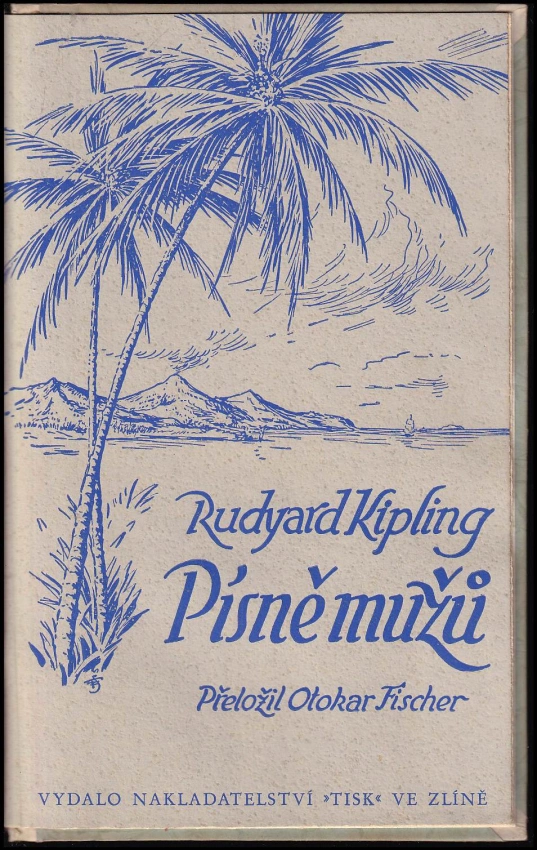 Rudyard Kipling
Písně mužů
Přeložil Otokar Fischer
VYDALO NAKLADATELSTVÍ »TISK« VE ZLÍNĚ